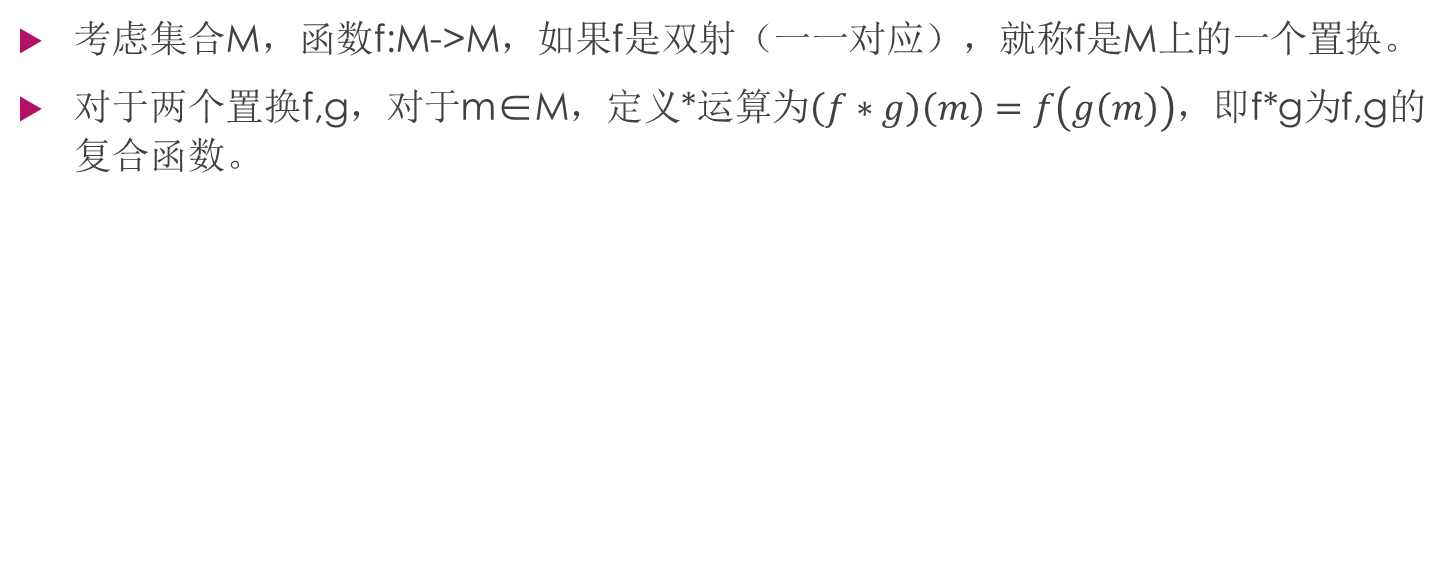 考虑集合M，函数f:M->M，如果f是双射（一一对应），就称f是M上的一个置换。
对于两个置换f,g，对于m∈M，定义*运算为(f ∗ g)(m) = f(g(m))，即f*g为f,g的
复合函数。